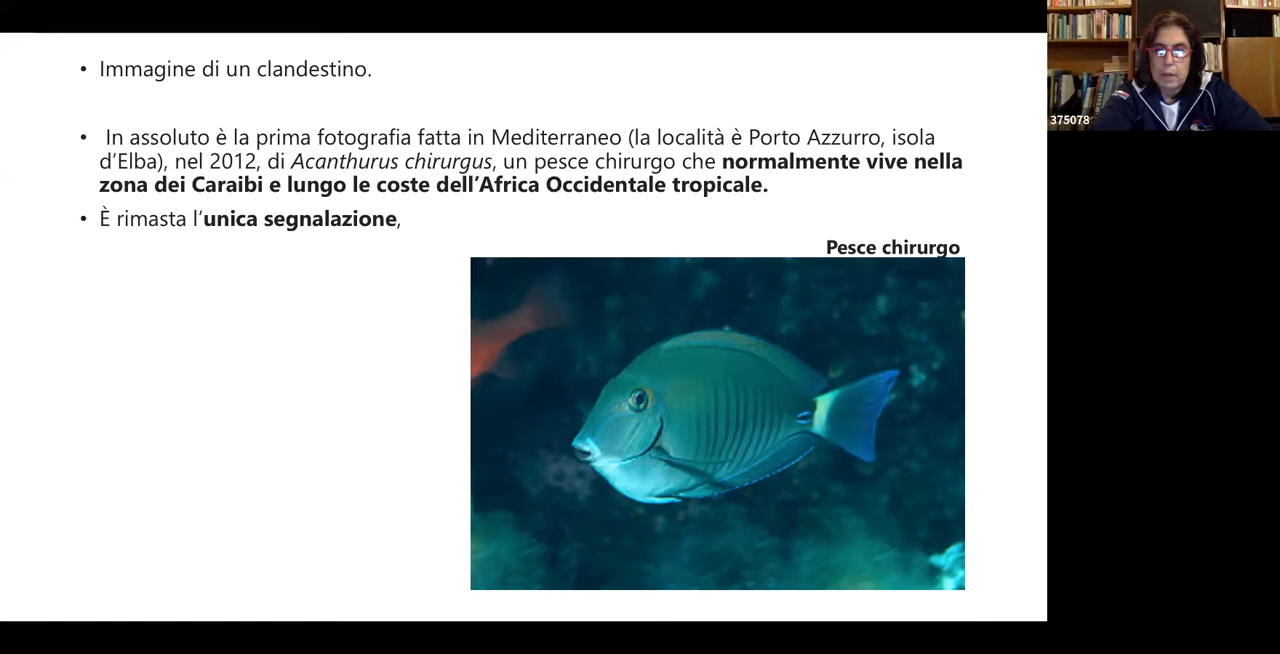 • Immagine di un clandestino.
• In assoluto è la prima fotografia fatta in Mediterraneo (la località è Porto Azzurro, isola
d’Elba), nel 2012, di Acanthurus chirurgus, un pesce chirurgo che normalmente vive nella
zona dei Caraibi e lungo le coste dell’Africa Occidentale tropicale.
• È rimasta l’unica segnalazione,
Pesce chirurgo
375078